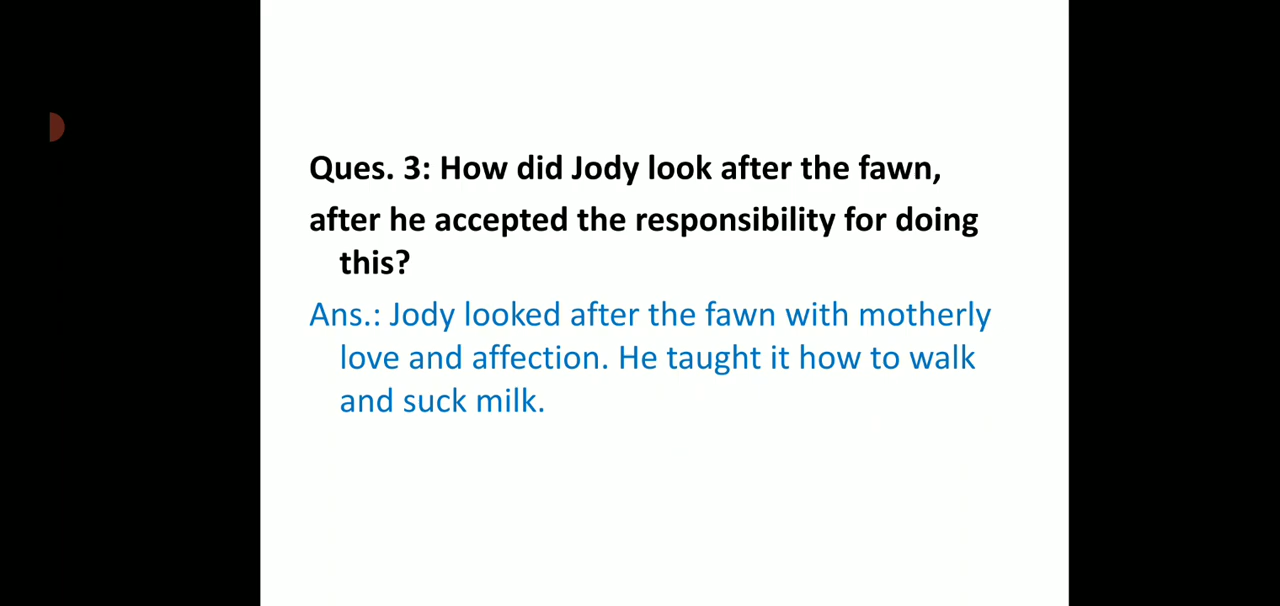 Ques. 3: How did Jody look after the fawn,
after he accepted the responsibility for doing
this?
Ans.: Jody looked after the fawn with motherly
love and affection. He taught it how to walk
and suck milk.